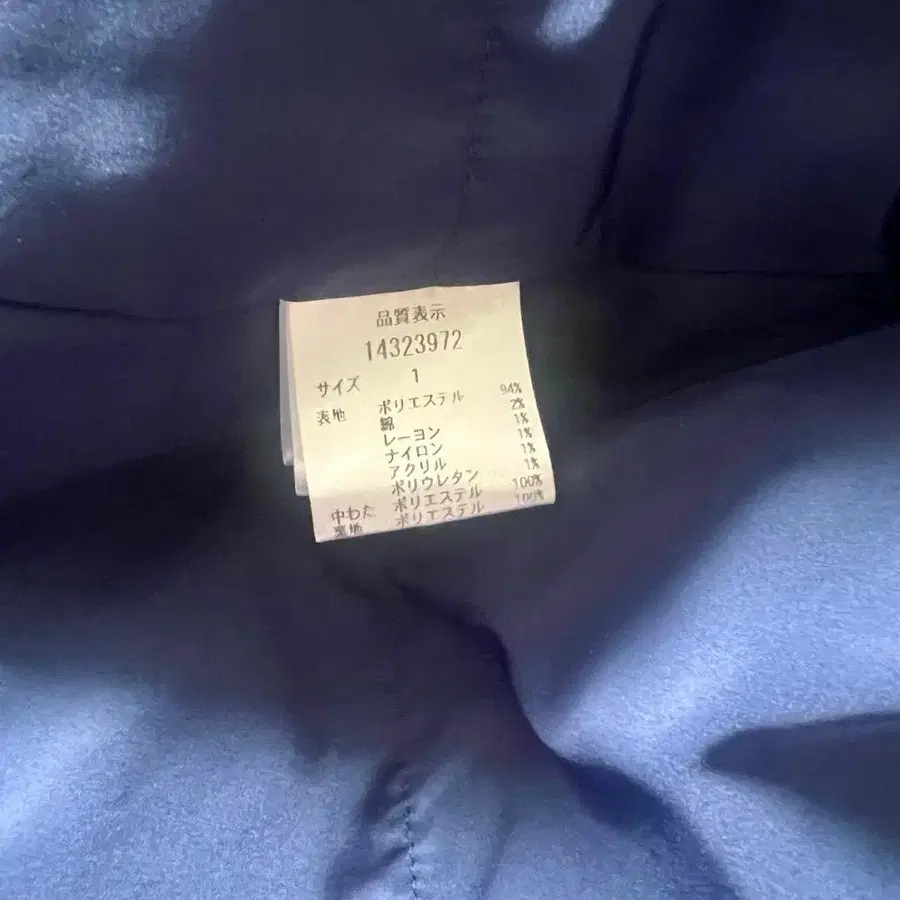 品質表示
14323972
サイズ 1
表地 ポリエステル 94%
綿 2%
レーヨン 1%
ナイロン 1%
アクリル 1%
ポリウレタン 1%
中わた ポリエステル 100%
裏地 ポリエステル 100%